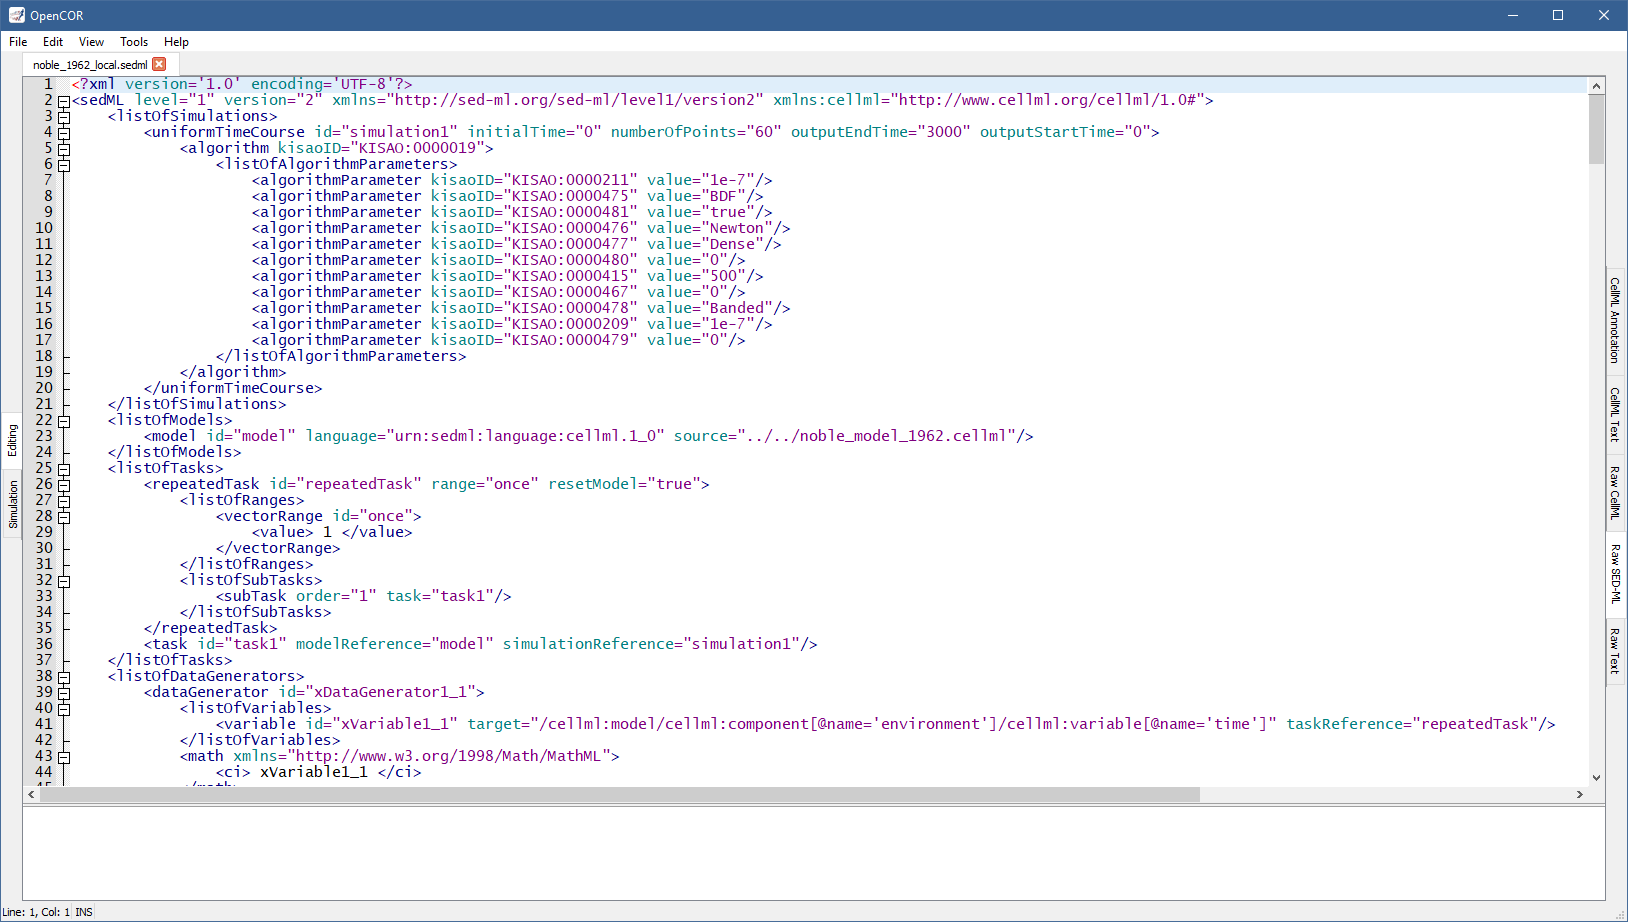 OpenCOR
File Edit View Tools Help
noble_1962_local.sedml
1 <?xml version='1.0' encoding='UTF-8'?>
2 <sedML level="1" version="2" xmlns="http://sed-ml.org/sed-ml/level1/version2" xmlns:cellml="http://www.cellml.org/cellml/1.0#">
3 <listOfSimulations>
4 <uniformTimeCourse id="simulation1" initialTime="0" numberOfPoints="60" outputEndTime="3000" outputStartTime="0">
5 <algorithm kisaoID="KISAO:0000019">
6 <listOfAlgorithmParameters>
7 <algorithmParameter kisaoID="KISAO:0000211" value="1e-7"/>
8 <algorithmParameter kisaoID="KISAO:0000475" value="BDF"/>
9 <algorithmParameter kisaoID="KISAO:0000481" value="true"/>
10 <algorithmParameter kisaoID="KISAO:0000476" value="Newton"/>
11 <algorithmParameter kisaoID="KISAO:0000477" value="Dense"/>
12 <algorithmParameter kisaoID="KISAO:0000480" value="0"/>
13 <algorithmParameter kisaoID="KISAO:0000415" value="500"/>
14 <algorithmParameter kisaoID="KISAO:0000467" value="0"/>
15 <algorithmParameter kisaoID="KISAO:0000478" value="Banded"/>
16 <algorithmParameter kisaoID="KISAO:0000209" value="1e-7"/>
17 <algorithmParameter kisaoID="KISAO:0000479" value="0"/>
18 </listOfAlgorithmParameters>
19 </algorithm>
20 </uniformTimeCourse>
21 </listOfSimulations>
22 <listOfModels>
23 <model id="model" language="urn:sedml:language:cellml.1_0" source="../../noble_model_1962.cellml"/>
24 </listOfModels>
25 <listOfTasks>
26 <repeatedTask id="repeatedTask" range="once" resetModel="true">
27 <listOfRanges>
28 <vectorRange id="once">
29 <value> 1 </value>
30 </vectorRange>
31 </listOfRanges>
32 <listOfSubTasks>
33 <subTask order="1" task="task1"/>
34 </listOfSubTasks>
35 </repeatedTask>
36 <task id="task1" modelReference="model" simulationReference="simulation1"/>
37 </listOfTasks>
38 <listOfDataGenerators>
39 <dataGenerator id="xDataGenerator1_1">
40 <listOfVariables>
41 <variable id="xVariable1_1" target="/cellml:model/cellml:component[@name='environment']/cellml:variable[@name='time']" taskReference="repeatedTask"/>
42 </listOfVariables>
43 <math xmlns="http://www.w3.org/1998/Math/MathML">
44 <ci> xVariable1_1 </ci>
45 </math>
Editing
Simulation
CellML Annotation
CellML Text
Raw CellML
Raw SED-ML
Raw Text
Line: 1, Col: 1 INS